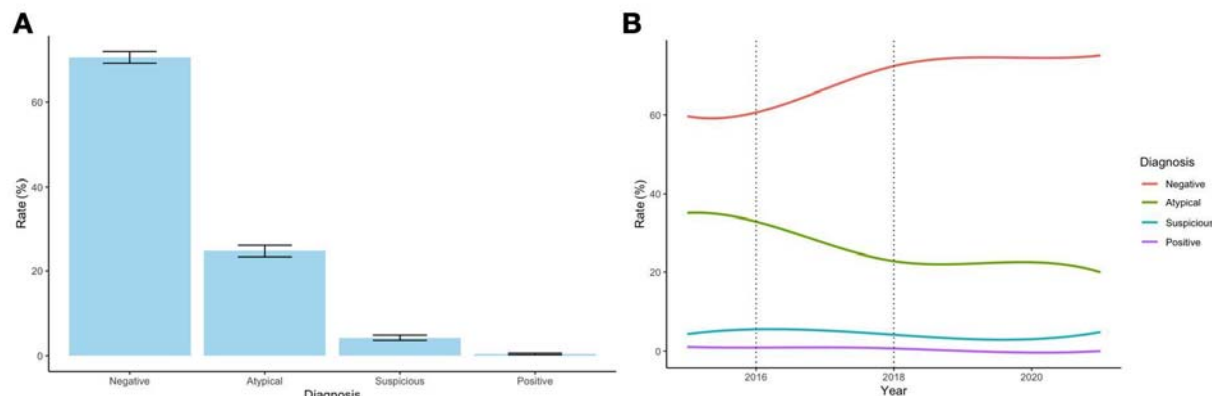 A
Rate (%)
60
40
20
0
Negative
Atypical
Suspicious
Positive
Diagnosis
B
Rate (%)
60
40
20
0
2016
2018
2020
Year
Diagnosis
Negative
Atypical
Suspicious
Positive